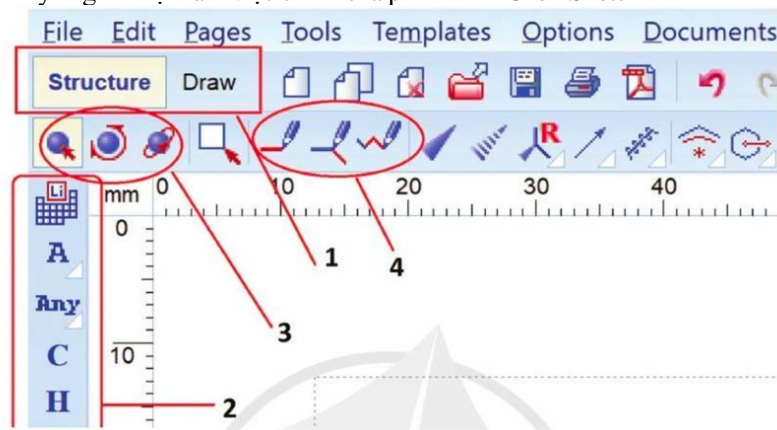 File Edit Pages Tools Templates Options Documents
Structure Draw
R
Li
mm 0 10 20 30 40
0
A
1
4
Any
3
C
10
H
2